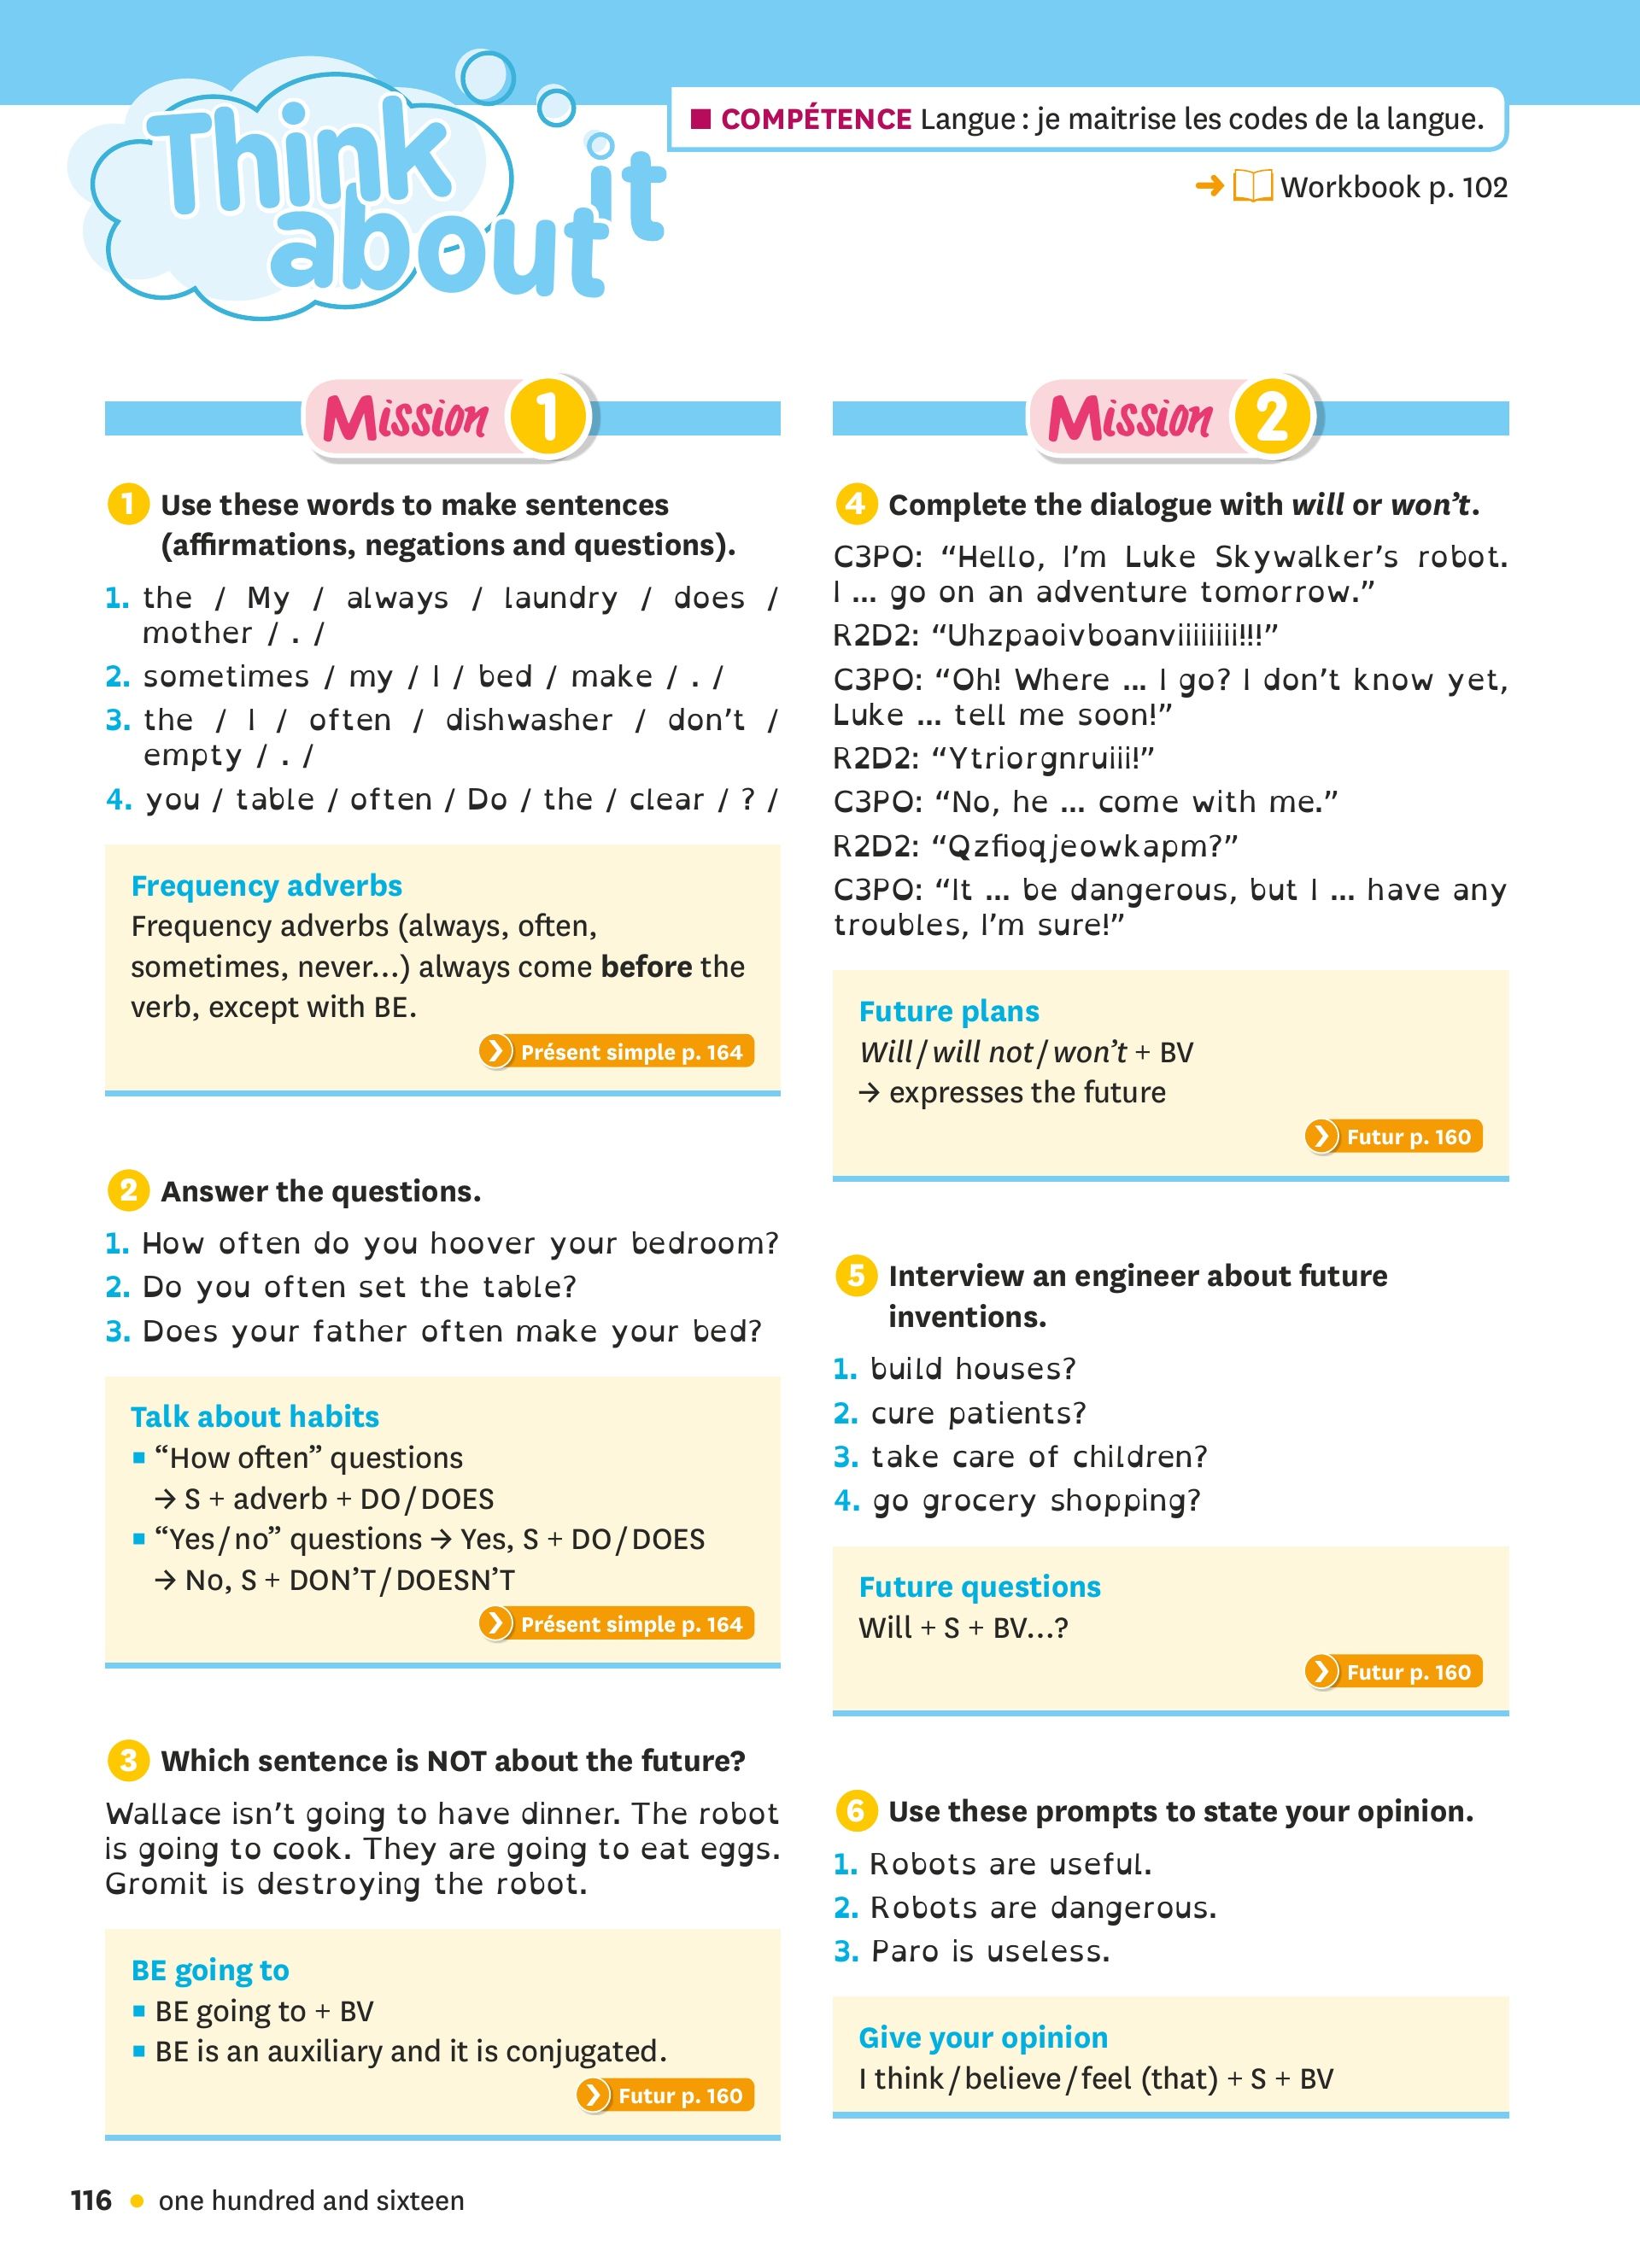 Think
about it
■ COMPÉTENCE Langue : je maitrise les codes de la langue.
➜ Workbook p. 102
Mission 1
1 Use these words to make sentences
(affirmations, negations and questions).
1. the / My / always / laundry / does /
mother / . /
2. sometimes / my / I / bed / make / . /
3. the / I / often / dishwasher / don't /
empty / . /
4. you / table / often / Do / the / clear / ? /
Frequency adverbs
Frequency adverbs (always, often,
sometimes, never...) always come before the
verb, except with BE.
Présent simple p. 164
2 Answer the questions.
1. How often do you hoover your bedroom?
2. Do you often set the table?
3. Does your father often make your bed?
Talk about habits
■ “How often” questions
→ S + adverb + DO / DOES
■ “Yes / no” questions → Yes, S + DO / DOES
→ No, S + DON'T / DOESN'T
Présent simple p. 164
3 Which sentence is NOT about the future?
Wallace isn't going to have dinner. The robot
is going to cook. They are going to eat eggs.
Gromit is destroying the robot.
BE going to
■ BE going to + BV
■ BE is an auxiliary and it is conjugated.
Futur p. 160
Mission 2
4 Complete the dialogue with will or won't.
C3PO: “Hello, I'm Luke Skywalker's robot.
I ... go on an adventure tomorrow.”
R2D2: “Uhzpaoivboanviiiiiiii!!!”
C3PO: “Oh! Where ... I go? I don't know yet,
Luke ... tell me soon!”
R2D2: “Ytriorgnruiii!”
C3PO: “No, he ... come with me.”
R2D2: “Qzfioqjeowkapm?”
C3PO: “It ... be dangerous, but I ... have any
troubles, I'm sure!”
Future plans
Will / will not / won't + BV
→ expresses the future
Futur p. 160
5 Interview an engineer about future
inventions.
1. build houses?
2. cure patients?
3. take care of children?
4. go grocery shopping?
Future questions
Will + S + BV...?
Futur p. 160
6 Use these prompts to state your opinion.
1. Robots are useful.
2. Robots are dangerous.
3. Paro is useless.
Give your opinion
I think / believe / feel (that) + S + BV
116 • one hundred and sixteen